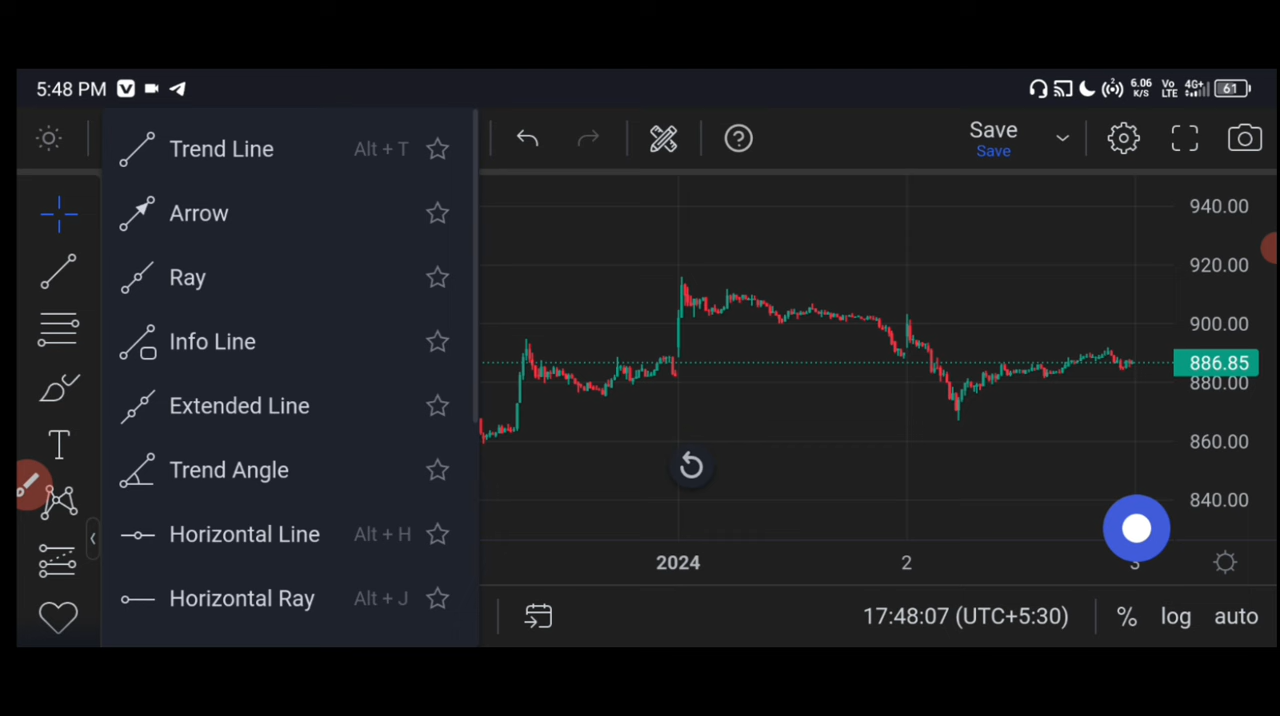 5:48 PM
6.06 K/S
Vo LTE
4G+
61
Save
Save
Trend Line Alt + T
Arrow
Ray
Info Line
Extended Line
Trend Angle
Horizontal Line Alt + H
Horizontal Ray Alt + J
T
940.00
920.00
900.00
886.85
880.00
860.00
840.00
2024 2 3
17:48:07 (UTC+5:30) % log auto